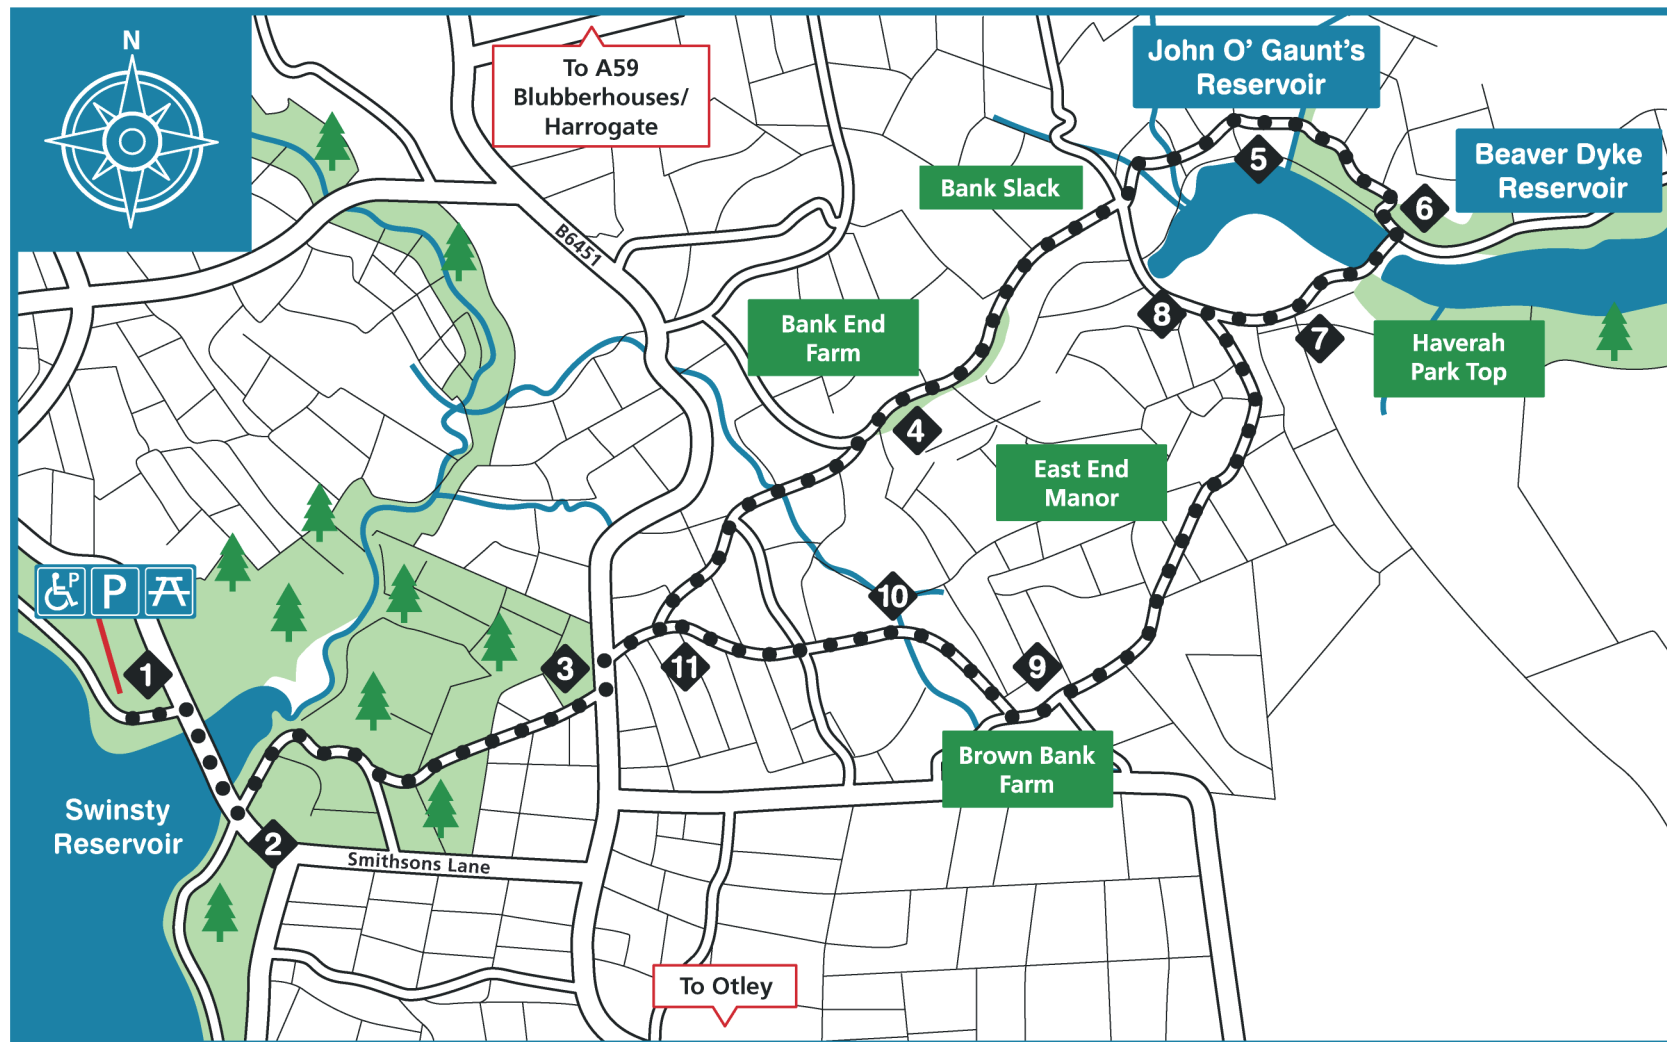 N
To A59
Blubberhouses/
Harrogate
John O’ Gaunt’s
Reservoir
Beaver Dyke
Reservoir
Bank Slack
5
6
B6451
Bank End
Farm
8
7
Haverah
Park Top
4
East End
Manor
P
P
10
1
3
11
9
Brown Bank
Farm
Swinsty
Reservoir
2
Smithsons Lane
To Otley